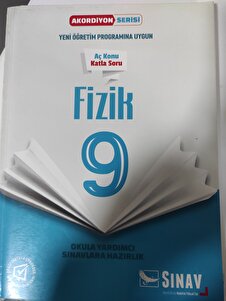 AKORDİYON SERİSİ
YENİ ÖĞRETİM PROGRAMINA UYGUN
Aç Konu
Katla Soru
Fizik
9
OKULA YARDIMCI,
SINAVLARA HAZIRLIK
SINAV